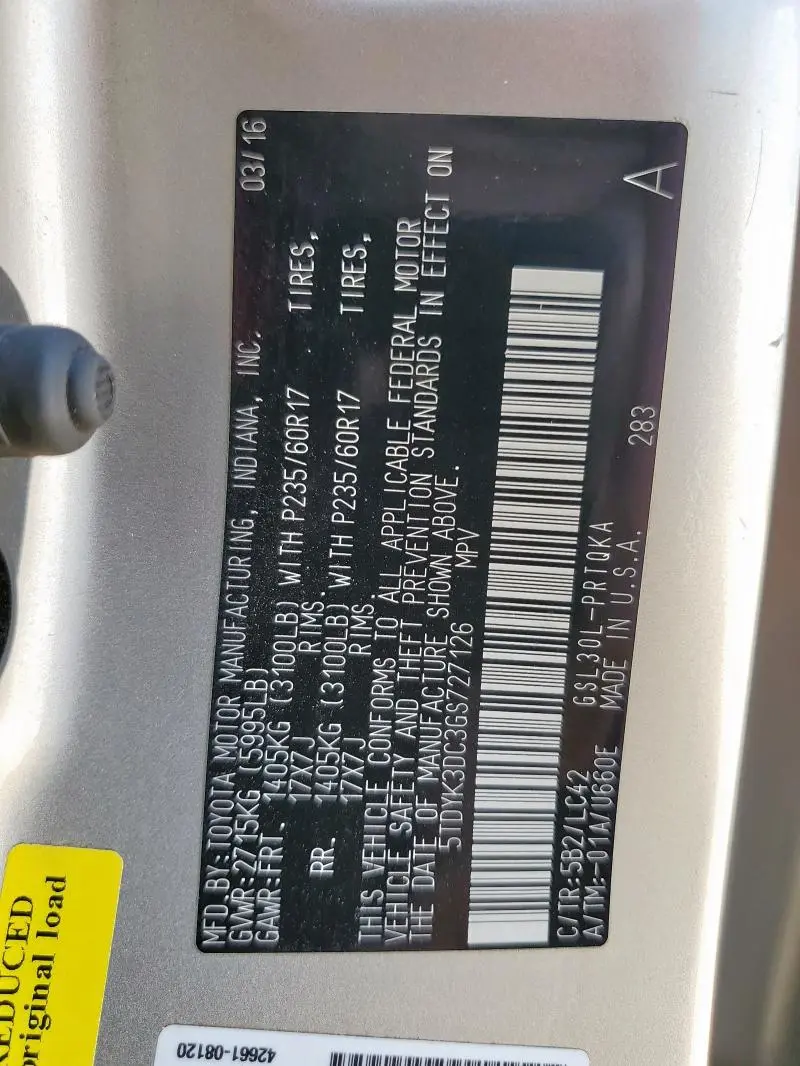 MFD.BY:TOYOTA MOTOR MANUFACTURING, INDIANA, INC. 03/16
GVWR:2715KG (5995LB)
GAWR:FRT. 1405KG (3100LB) WITH P235/60R17 TIRES,
17X7J RIMS.
RR. 1405KG (3100LB) WITH P235/60R17 TIRES,
17X7J RIMS.
THIS VEHICLE CONFORMS TO ALL APPLICABLE FEDERAL MOTOR
VEHICLE SAFETY AND THEFT PREVENTION STANDARDS IN EFFECT ON
THE DATE OF MANUFACTURE SHOWN ABOVE.
5TDYK3DC3GS727126 MPV
C/TR:5B2/LC42 GSL30L-PRTQKA
A/TM:-01A/U660E MADE IN U.S.A. 283 A
REDUCED
original load
42661-08120